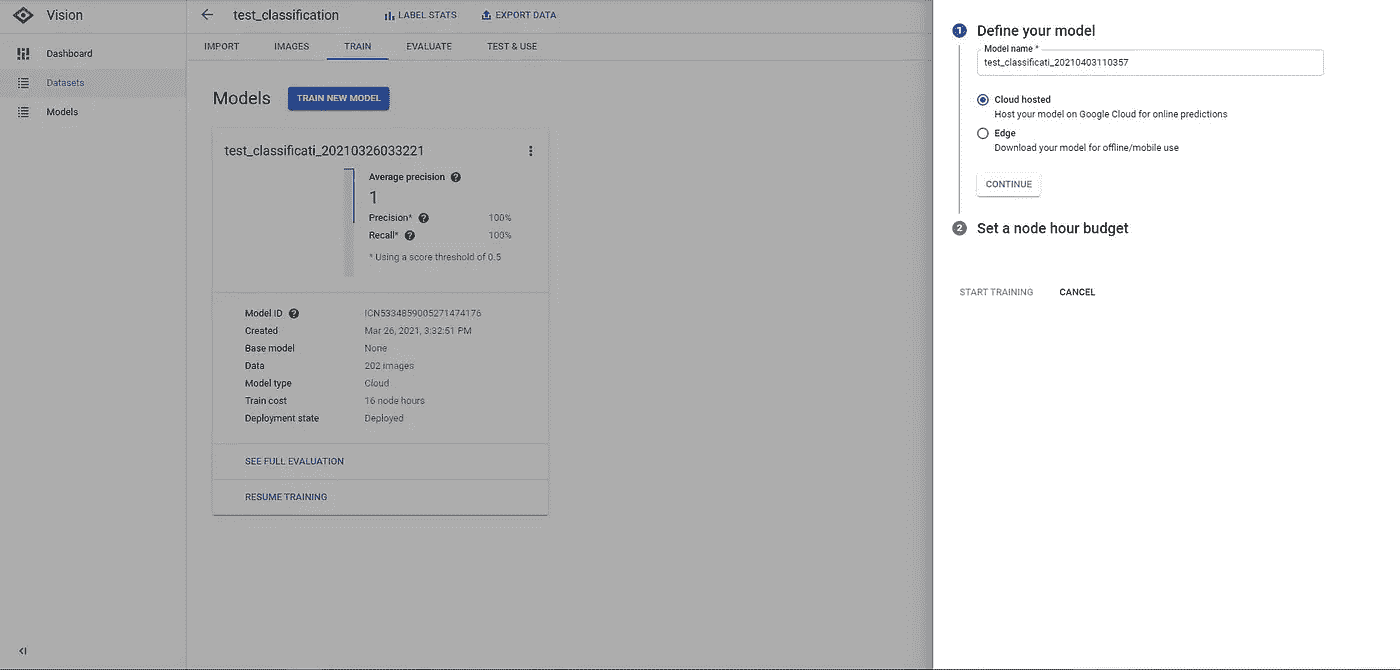 Vision
Dashboard
Datasets
Models
test_classification
LABEL STATS
EXPORT DATA
IMPORT
IMAGES
TRAIN
EVALUATE
TEST & USE
Models
TRAIN NEW MODEL
test_classificati_20210326033221
Average precision ?
1
Precision* ? 100%
Recall* ? 100%
* Using a score threshold of 0.5
Model ID ? ICN5334859005271474176
Created Mar 26, 2021, 3:32:51 PM
Base model None
Data 202 images
Model type Cloud
Train cost 16 node hours
Deployment state Deployed
SEE FULL EVALUATION
RESUME TRAINING
1 Define your model
Model name *
test_classificati_20210403110357
Cloud hosted
Host your model on Google Cloud for online predictions
Edge
Download your model for offline/mobile use
CONTINUE
2 Set a node hour budget
START TRAINING
CANCEL